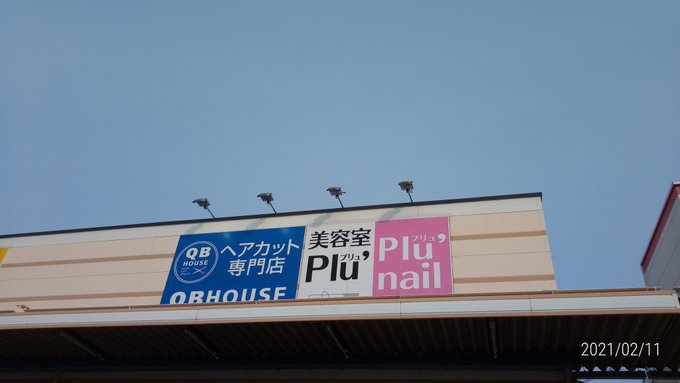 QB
HOUSE
ヘアカット
専門店
QBHOUSE
美容室
プリュ
Plu'
プリュ
Plu'
nail
2021/02/11